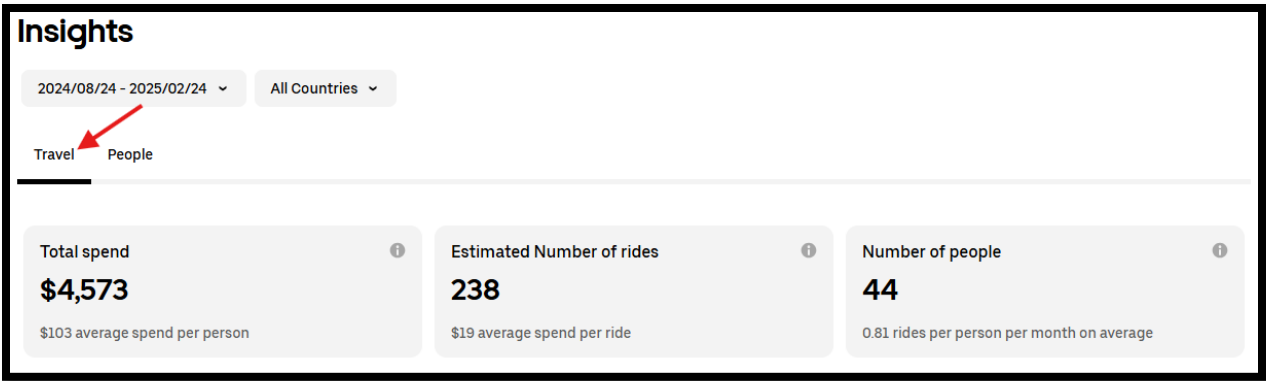 Insights
2024/08/24 - 2025/02/24
All Countries
Travel
People
Total spend
$4,573
$103 average spend per person
Estimated Number of rides
238
$19 average spend per ride
Number of people
44
0.81 rides per person per month on average